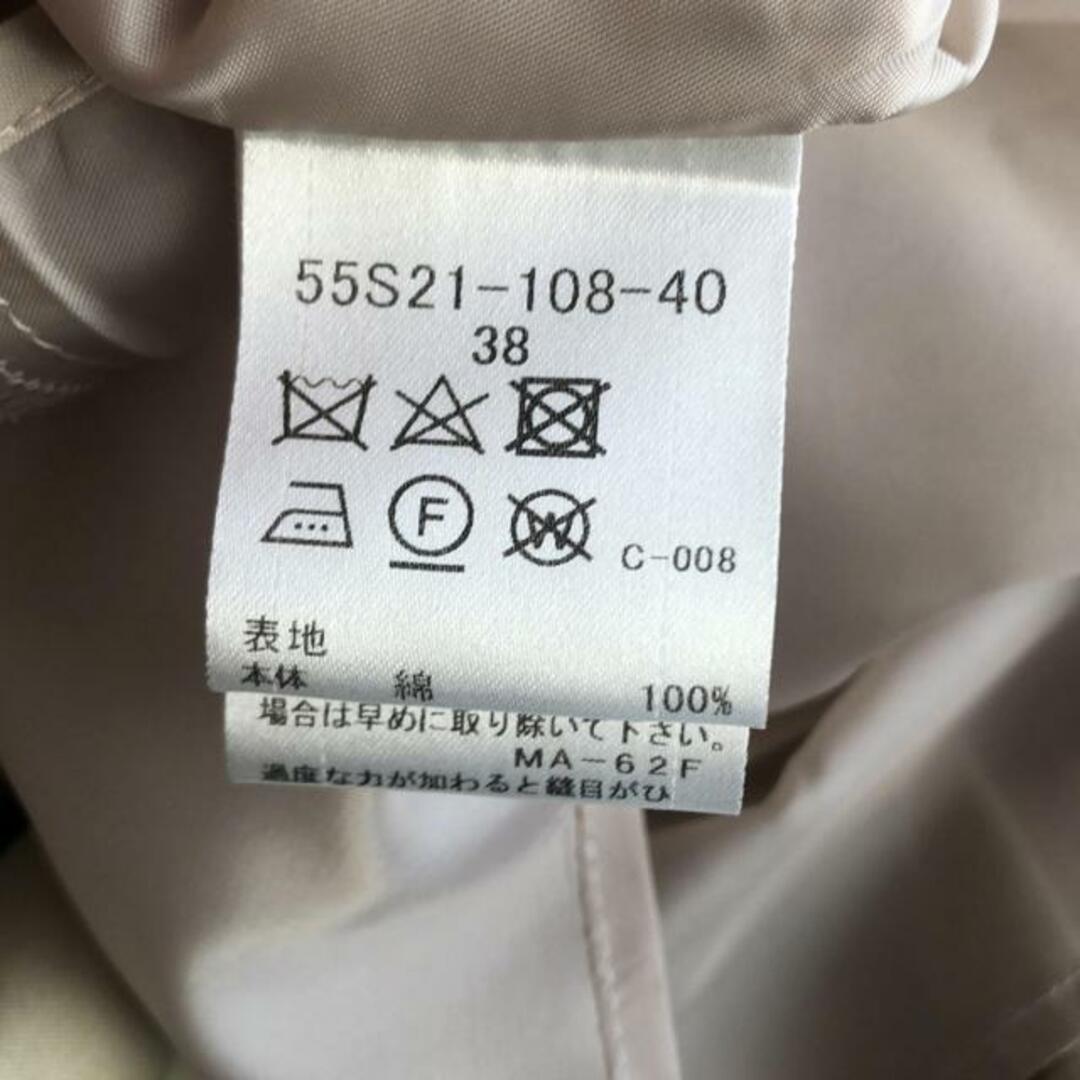 55S21-108-40
38
F
W
C-008
表地
本体 綿 100%
場合は早めに取り除いて下さい。
MA-62F
過度な力が加わると縫目がひ